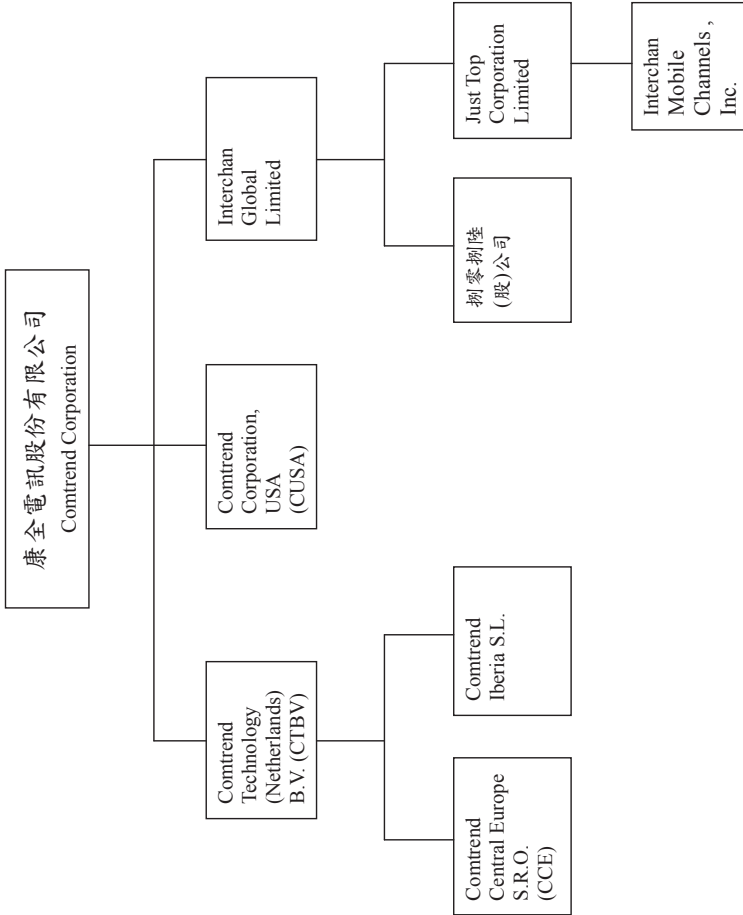 康全電訊股份有限公司
Comtrend Corporation
Comtrend
Technology
(Netherlands)
B.V. (CTBV)
Comtrend
Corporation,
USA
(CUSA)
Interchan
Global
Limited
Comtrend
Central Europe
S.R.O.
(CCE)
Comtrend
Iberia S.L.
捌零捌陸
(股)公司
Just Top
Corporation
Limited
Interchan
Mobile
Channels ,
Inc.